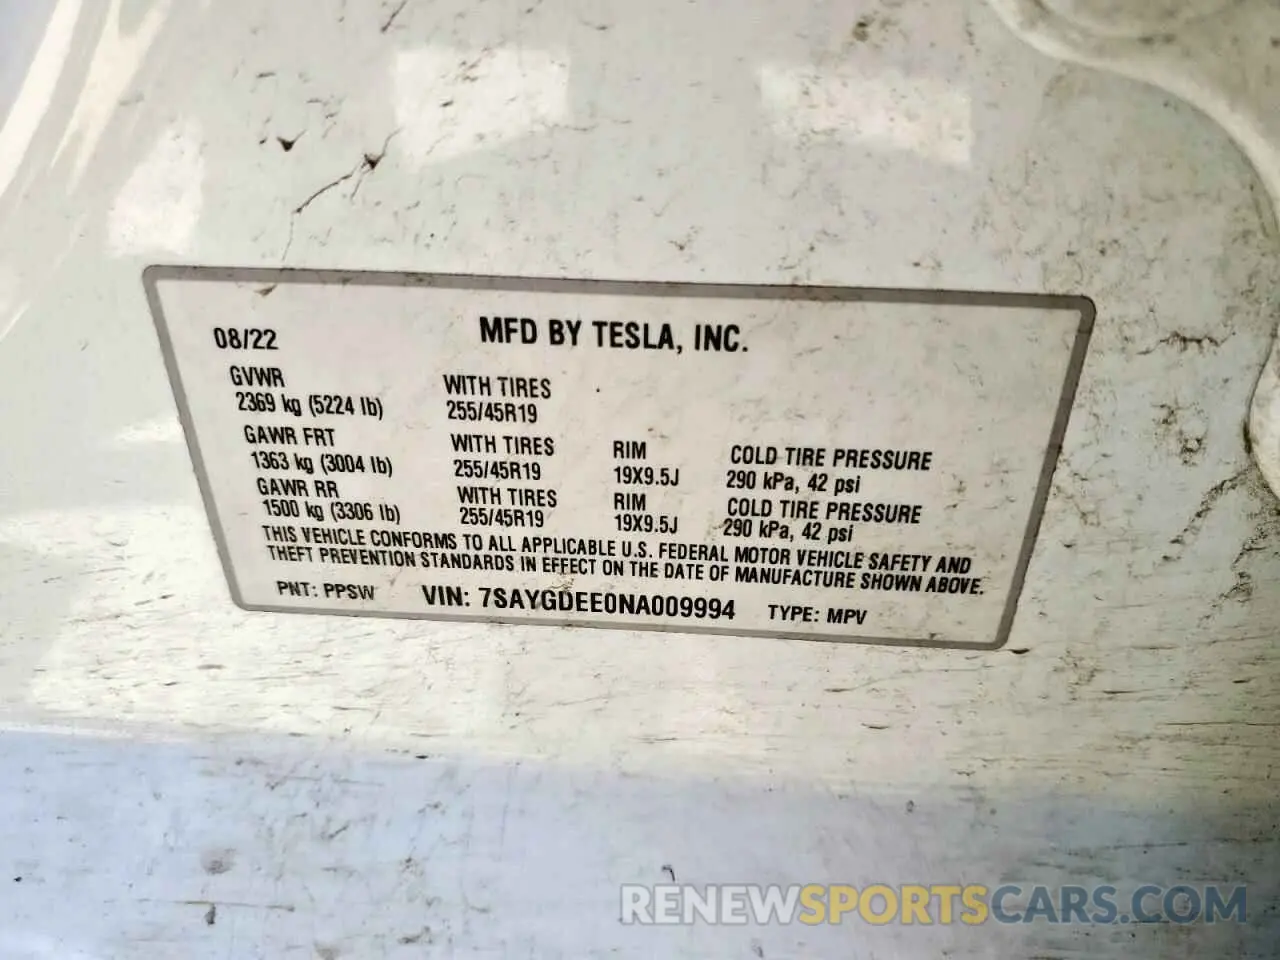 08/22 MFD BY TESLA, INC.
GVWR WITH TIRES
2369 kg (5224 lb) 255/45R19
GAWR FRT WITH TIRES RIM COLD TIRE PRESSURE
1363 kg (3004 lb) 255/45R19 19X9.5J 290 kPa, 42 psi
GAWR RR WITH TIRES RIM COLD TIRE PRESSURE
1500 kg (3306 lb) 255/45R19 19X9.5J 290 kPa, 42 psi
THIS VEHICLE CONFORMS TO ALL APPLICABLE U.S. FEDERAL MOTOR VEHICLE SAFETY AND
THEFT PREVENTION STANDARDS IN EFFECT ON THE DATE OF MANUFACTURE SHOWN ABOVE.
PNT: PPSW VIN: 7SAYGDEE0NA009994 TYPE: MPV
RENEWSPORTSCARS.COM